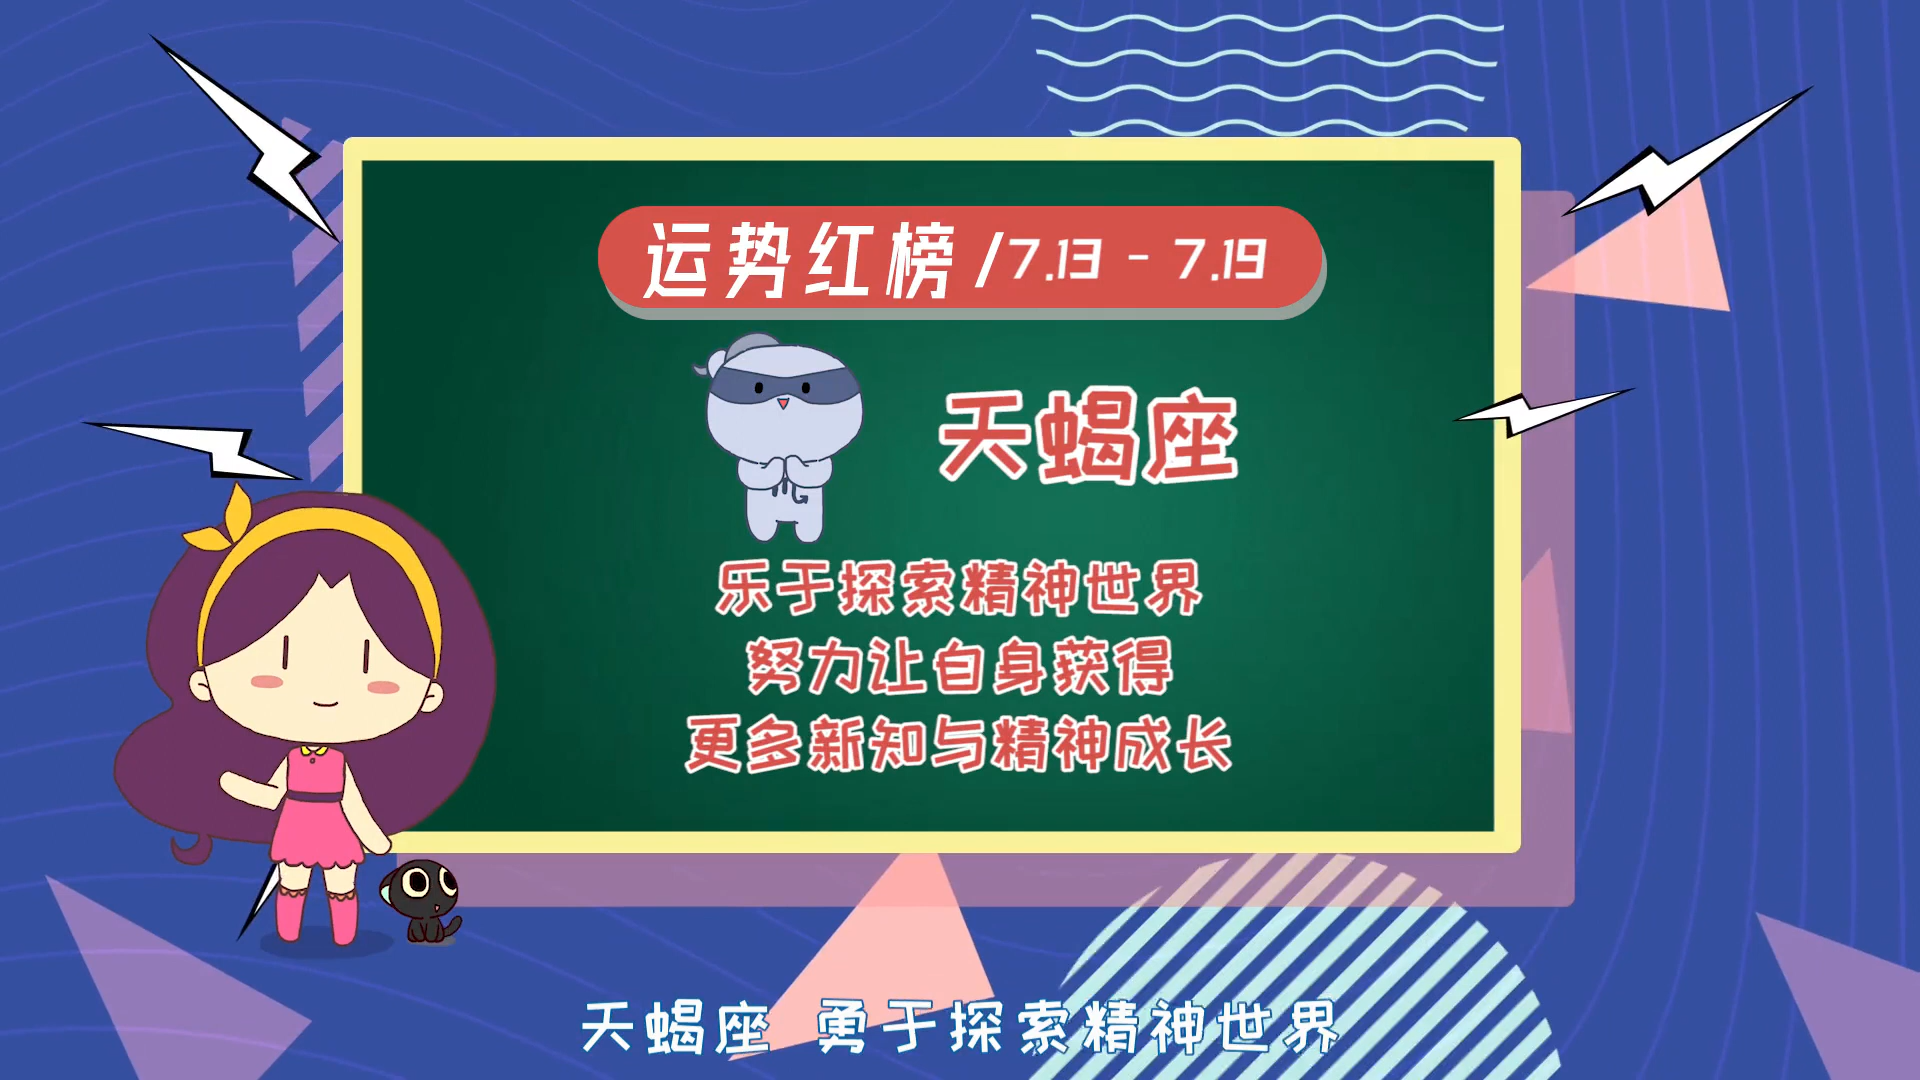 运势红榜/7.13 - 7.19
天蝎座
乐于探索精神世界
努力让自身获得
更多新知与精神成长
天蝎座 勇于探索精神世界